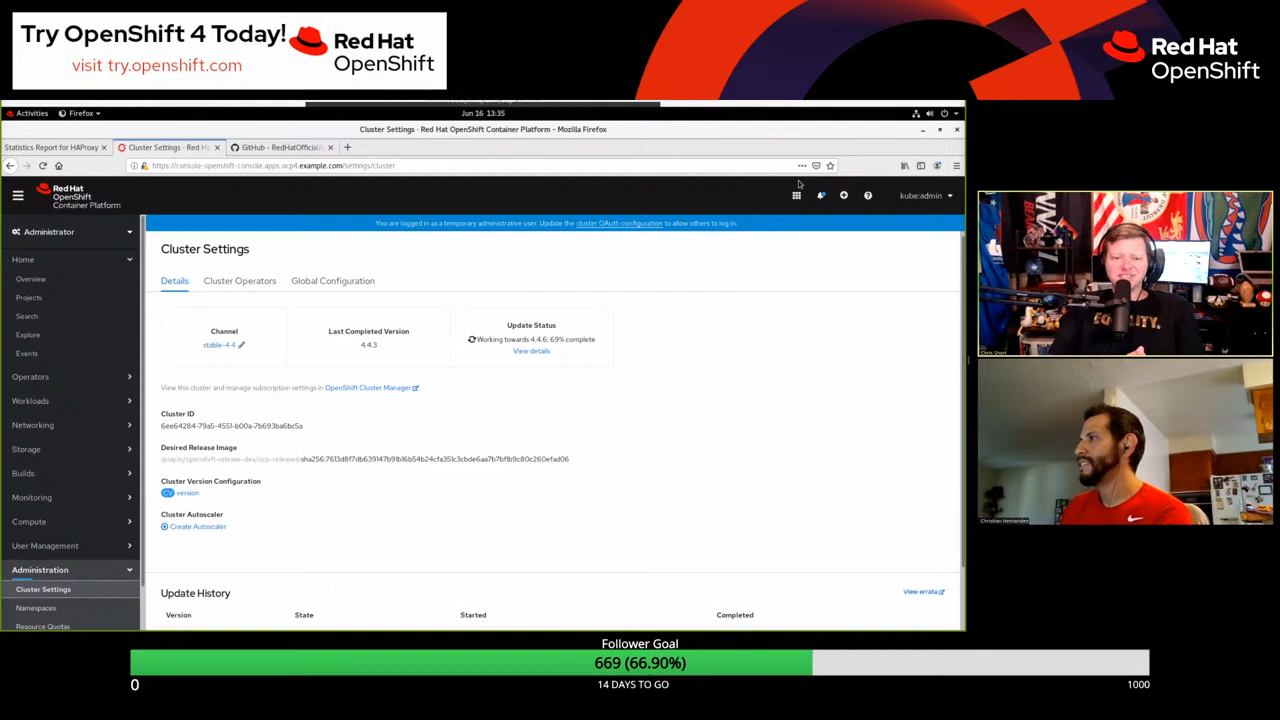 Try OpenShift 4 Today!
visit try.openshift.com
Red Hat
OpenShift
Red Hat
OpenShift
Activities
Firefox
Jun 16 13:35
Cluster Settings · Red Hat OpenShift Container Platform - Mozilla Firefox
Statistics Report for HAProxy
Cluster Settings · Red Ha
GitHub - RedHatOfficial/
https://console-openshift-console.apps.ocp4.example.com/settings/cluster
Red Hat
OpenShift
Container Platform
kube:admin
You are logged in as a temporary administrative user. Update the cluster OAuth configuration to allow others to log in.
Administrator
Home
Overview
Projects
Search
Explore
Events
Operators
Workloads
Networking
Storage
Builds
Monitoring
Compute
User Management
Administration
Cluster Settings
Namespaces
Resource Quotas
Cluster Settings
Details
Cluster Operators
Global Configuration
Channel
stable-4.4
Last Completed Version
4.4.3
Update Status
Working towards 4.4.6: 69% complete
View details
View this cluster and manage subscription settings in OpenShift Cluster Manager
Cluster ID
6ee64284-79a5-4551-b00a-7b693ba6bc5a
Desired Release Image
Cluster Version Configuration
CV version
Cluster Autoscaler
Create Autoscaler
Update History
View errata
Version
State
Started
Completed
EQUALITY.
Chris Short
Christian Hernandez
Follower Goal
669 (66.90%)
0
14 DAYS TO GO
1000